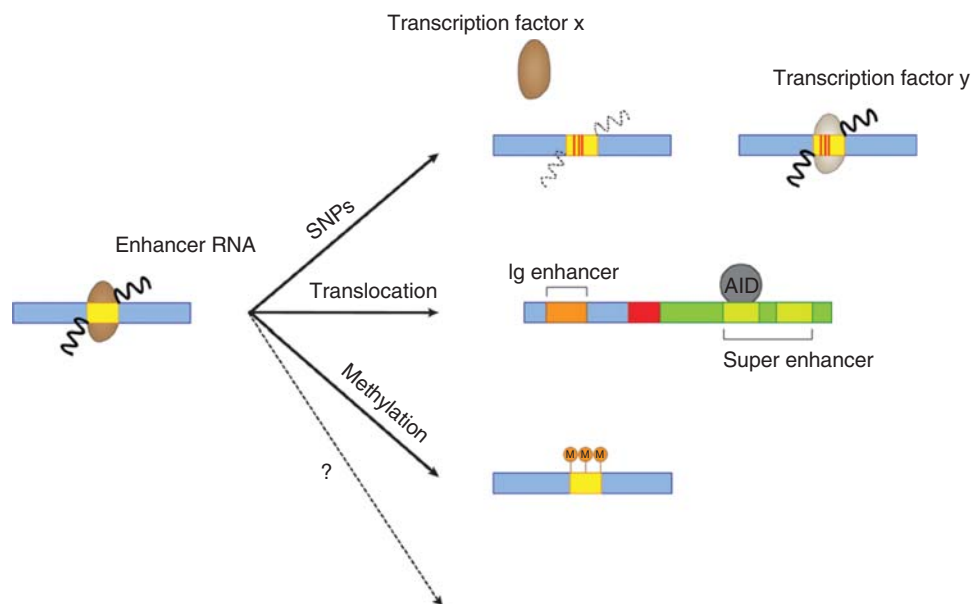 Transcription factor x
Transcription factor y
SNPs
Enhancer RNA
Ig enhancer
Translocation
AID
Super enhancer
Methylation
M M M
?